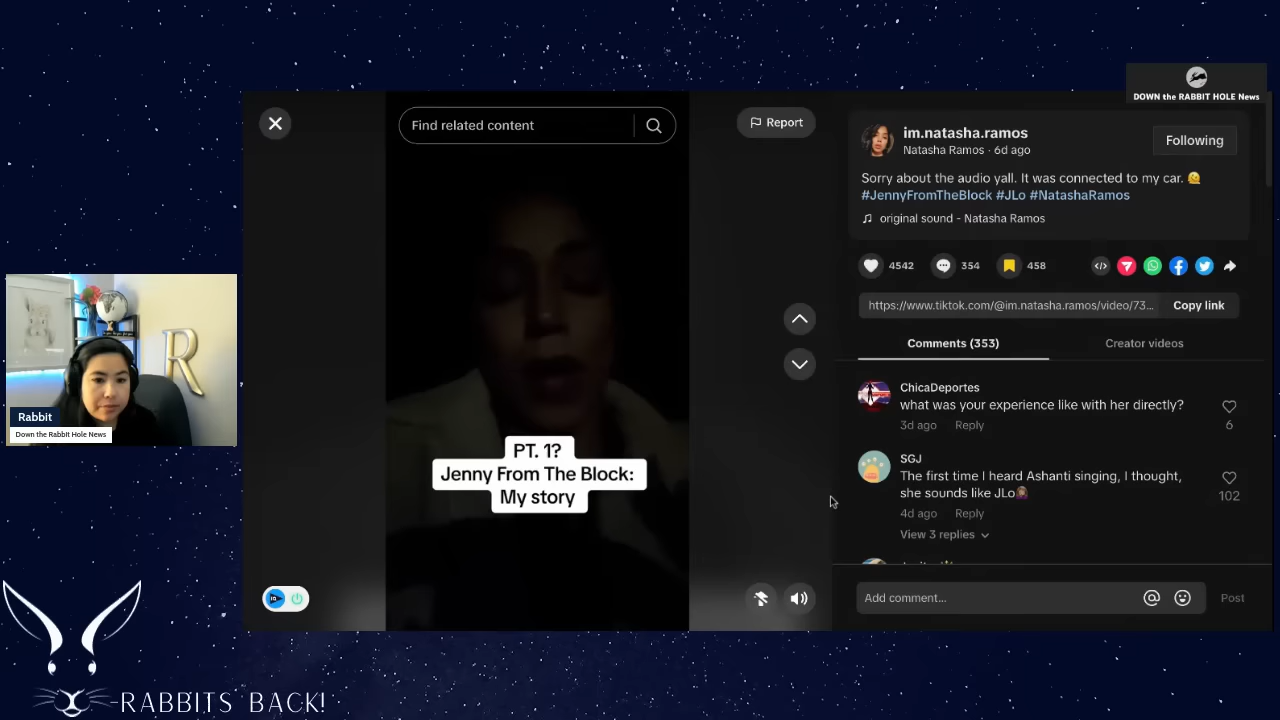 DOWN the RABBIT HOLE News
Find related content
Report
im.natasha.ramos
Natasha Ramos · 6d ago
Following
Sorry about the audio yall. It was connected to my car. 🫠
#JennyFromTheBlock #JLo #NatashaRamos
original sound - Natasha Ramos
4542
354
458
https://www.tiktok.com/@im.natasha.ramos/video/73...
Copy link
Comments (353)
Creator videos
ChicaDeportes
what was your experience like with her directly?
3d ago
Reply
6
SGJ
The first time I heard Ashanti singing, I thought,
she sounds like JLo
4d ago
Reply
102
View 3 replies
Add comment...
Post
PT. 1?
Jenny From The Block:
My story
R
Rabbit
Down the Rabbit Hole News
RABBITS BACK!